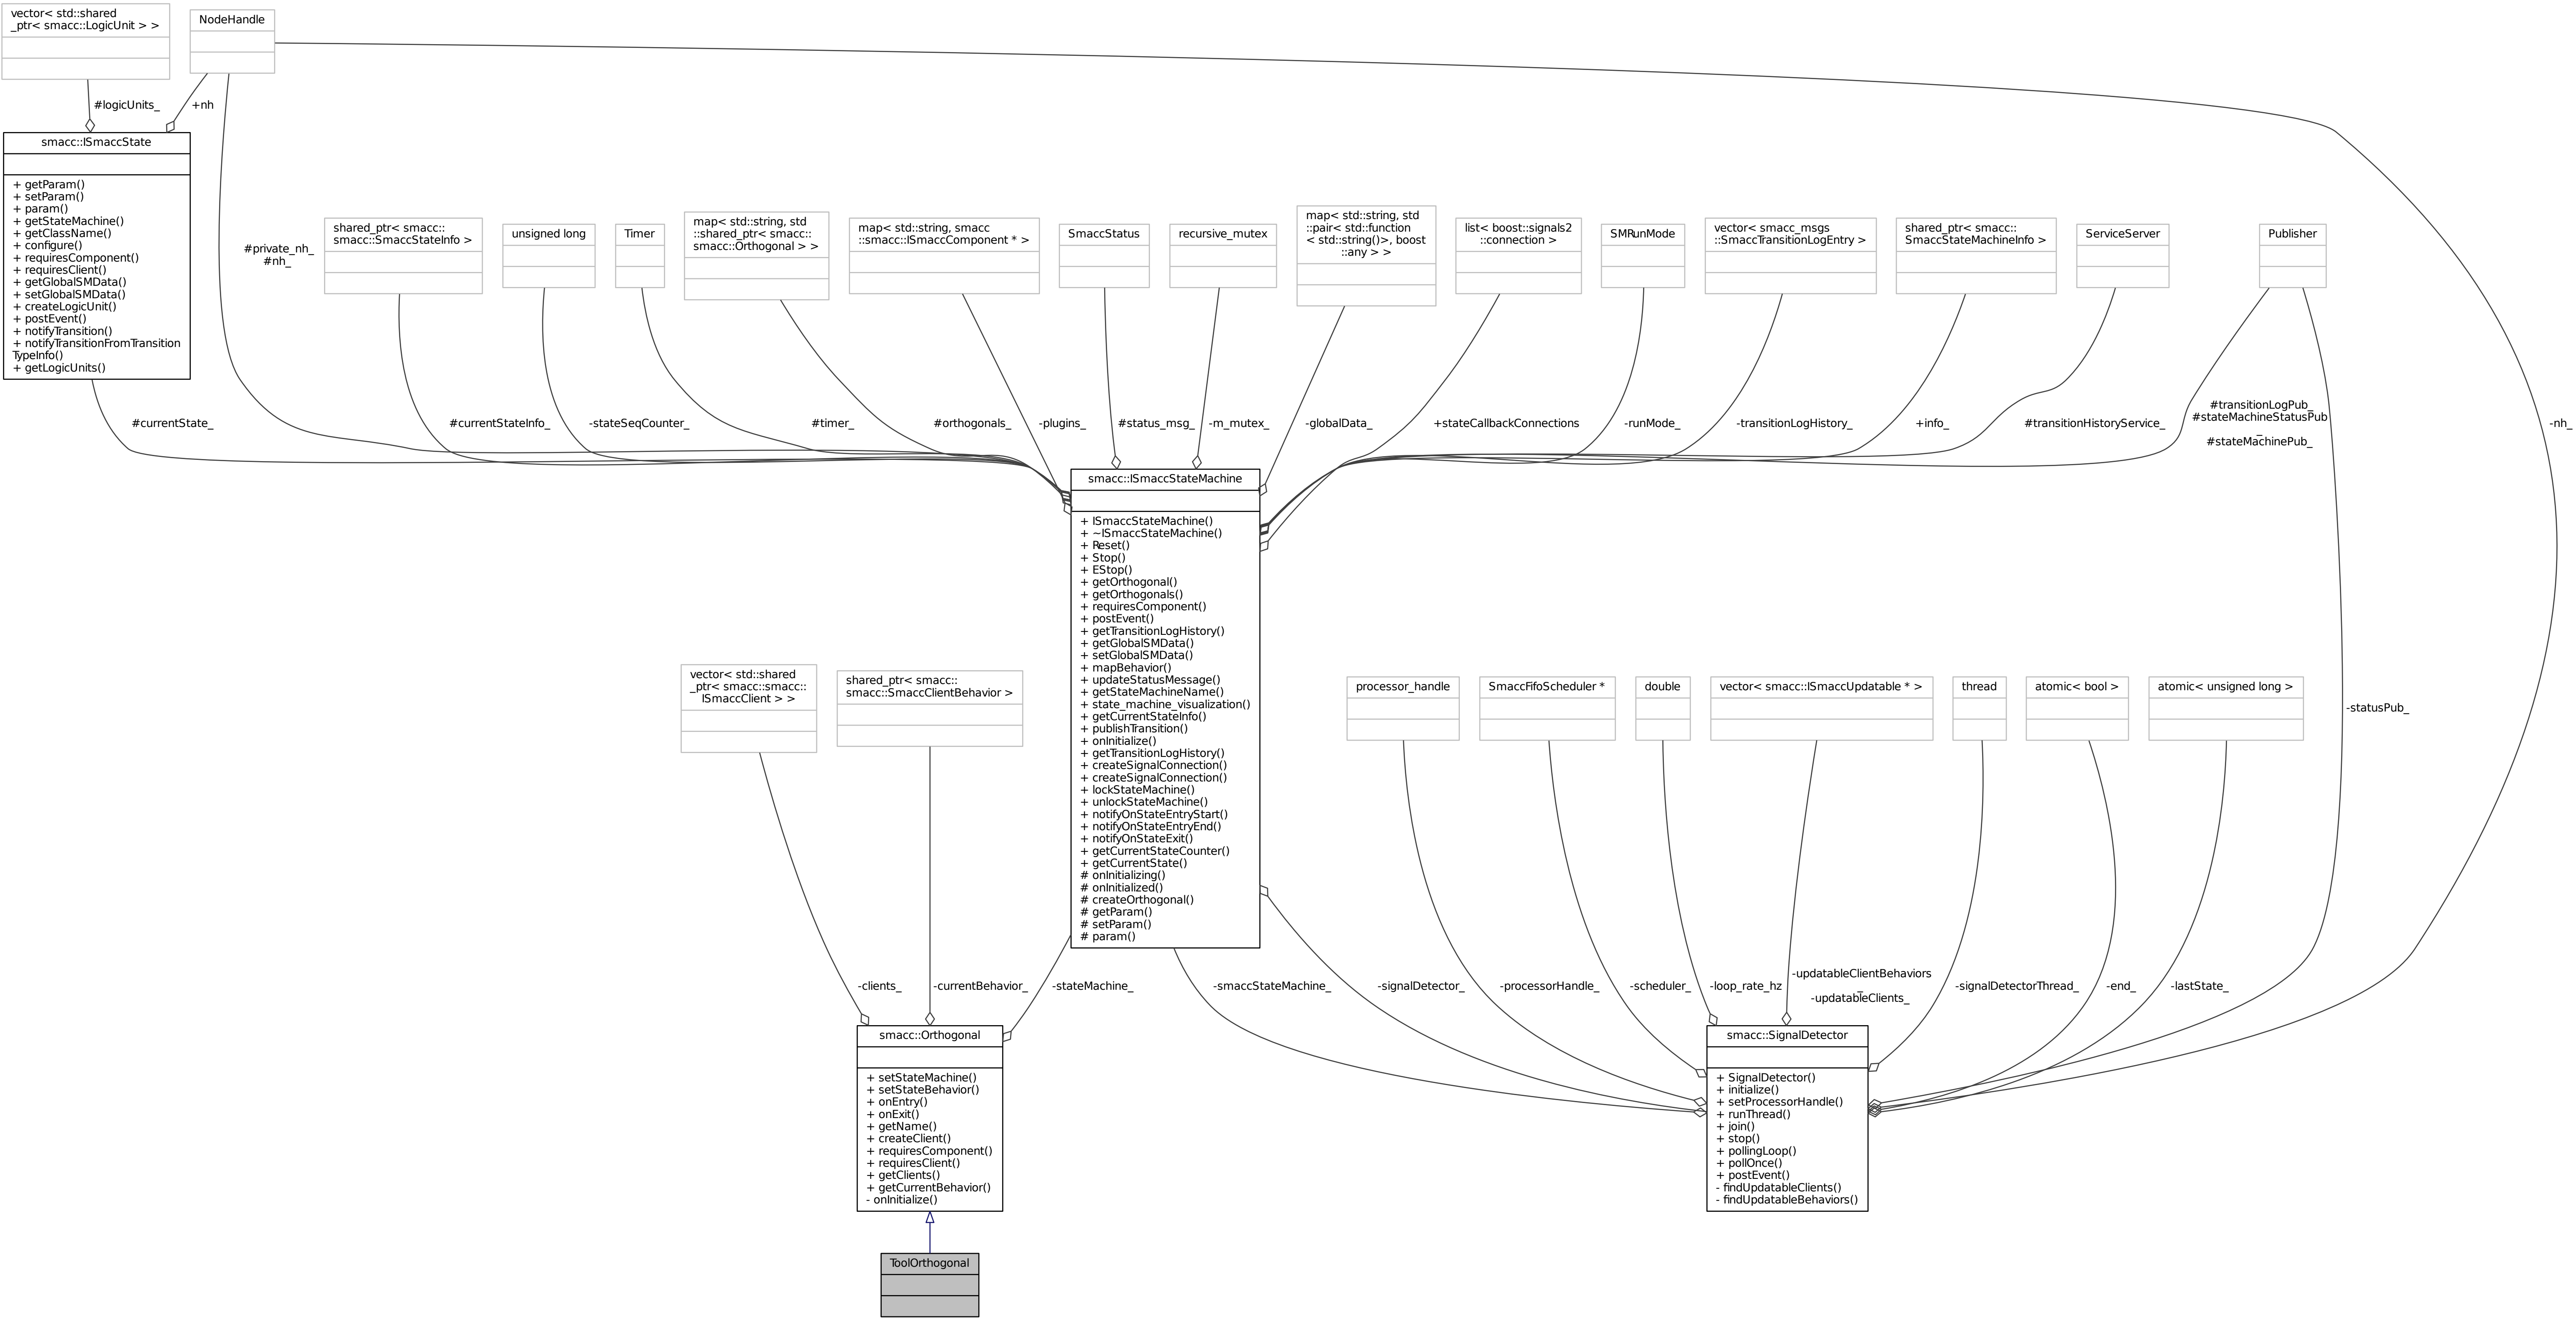 vector< std::shared
_ptr< smacc::LogicUnit > >
NodeHandle
#logicUnits_
+nh
smacc::ISmaccState
+ getParam()
+ setParam()
+ param()
+ getStateMachine()
+ getClassName()
+ configure()
+ requiresComponent()
+ requiresClient()
+ getGlobalSMData()
+ setGlobalSMData()
+ createLogicUnit()
+ postEvent()
+ notifyTransition()
+ notifyTransitionFromTransition
TypeInfo()
+ getLogicUnits()
#private_nh_
#nh_
shared_ptr< smacc::
smacc::SmaccStateInfo >
unsigned long
Timer
map< std::string, std
::shared_ptr< smacc::
smacc::Orthogonal > >
map< std::string, smacc
::smacc::ISmaccComponent * >
SmaccStatus
recursive_mutex
map< std::string, std
::pair< std::function
< std::string()>, boost
::any > >
list< boost::signals2
::connection >
SMRunMode
vector< smacc_msgs
::SmaccTransitionLogEntry >
shared_ptr< smacc::
SmaccStateMachineInfo >
ServiceServer
Publisher
#currentState_
#currentStateInfo_
-stateSeqCounter_
#timer_
#orthogonals_
-plugins_
#status_msg_
-m_mutex_
-globalData_
+stateCallbackConnections
-runMode_
-transitionLogHistory_
+info_
#transitionHistoryService_
#transitionLogPub_
#stateMachineStatusPub
_
#stateMachinePub_
-nh_
smacc::ISmaccStateMachine
+ ISmaccStateMachine()
+ ~ISmaccStateMachine()
+ Reset()
+ Stop()
+ EStop()
+ getOrthogonal()
+ getOrthogonals()
+ requiresComponent()
+ postEvent()
+ getTransitionLogHistory()
+ getGlobalSMData()
+ setGlobalSMData()
+ mapBehavior()
+ updateStatusMessage()
+ getStateMachineName()
+ state_machine_visualization()
+ getCurrentStateInfo()
+ publishTransition()
+ onInitialize()
+ getTransitionLogHistory()
+ createSignalConnection()
+ createSignalConnection()
+ lockStateMachine()
+ unlockStateMachine()
+ notifyOnStateEntryStart()
+ notifyOnStateEntryEnd()
+ notifyOnStateExit()
+ getCurrentStateCounter()
+ getCurrentState()
# onInitializing()
# onInitialized()
# createOrthogonal()
# getParam()
# setParam()
# param()
vector< std::shared
_ptr< smacc::smacc::
ISmaccClient > >
shared_ptr< smacc::
smacc::SmaccClientBehavior >
processor_handle
SmaccFifoScheduler *
double
vector< smacc::ISmaccUpdatable * >
thread
atomic< bool >
atomic< unsigned long >
-statusPub_
-clients_
-currentBehavior_
-stateMachine_
-smaccStateMachine_
-signalDetector_
-processorHandle_
-scheduler_
-loop_rate_hz
-updatableClientBehaviors
_
-updatableClients_
-signalDetectorThread_
-end_
-lastState_
smacc::Orthogonal
+ setStateMachine()
+ setStateBehavior()
+ onEntry()
+ onExit()
+ getName()
+ createClient()
+ requiresComponent()
+ requiresClient()
+ getClients()
+ getCurrentBehavior()
- onInitialize()
smacc::SignalDetector
+ SignalDetector()
+ initialize()
+ setProcessorHandle()
+ runThread()
+ join()
+ stop()
+ pollingLoop()
+ pollOnce()
+ postEvent()
- findUpdatableClients()
- findUpdatableBehaviors()
ToolOrthogonal